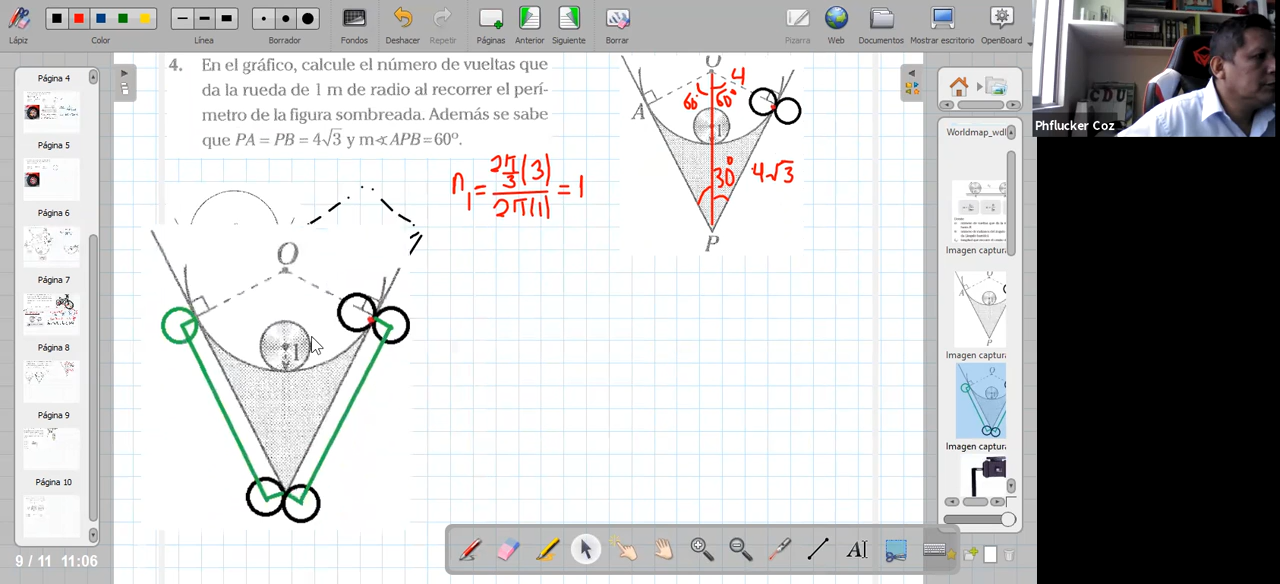 Lápiz
Color
Línea
Borrador
Fondos
Deshacer
Repetir
Páginas
Anterior
Siguiente
Borrar
Pizarra
Web
Documentos
Mostrar escritorio
OpenBoard
Página 4
Página 5
Página 6
Página 7
Página 8
Página 9
Página 10
9 / 11 11:06
4. En el gráfico, calcule el número de vueltas que
da la rueda de 1 m de radio al recorrer el perí-
metro de la figura sombreada. Además se sabe
que PA = PB = 4√3 y m∢APB=60º.
n₁ = (2π/3 (3))/(2π(1)) = 1
O
4
60°
60°
A
1
30°
4√3
P
O
1
Phflucker Coz
CDU
Worldmap_wdl
Imagen captura
Imagen captura
Imagen captura
A
P